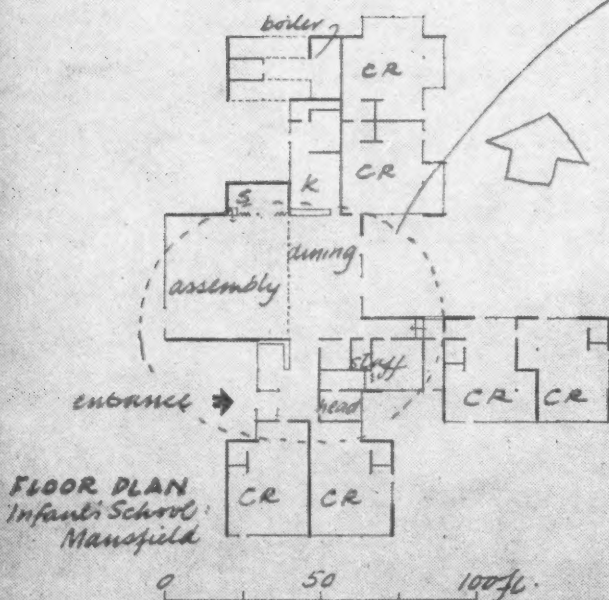 boiler
CR
CR
K
S
dining
assembly
staff
entrance
head
CR
CR
CR
CR
FLOOR PLAN
Infants School
Mansfield
0 50 100ft.